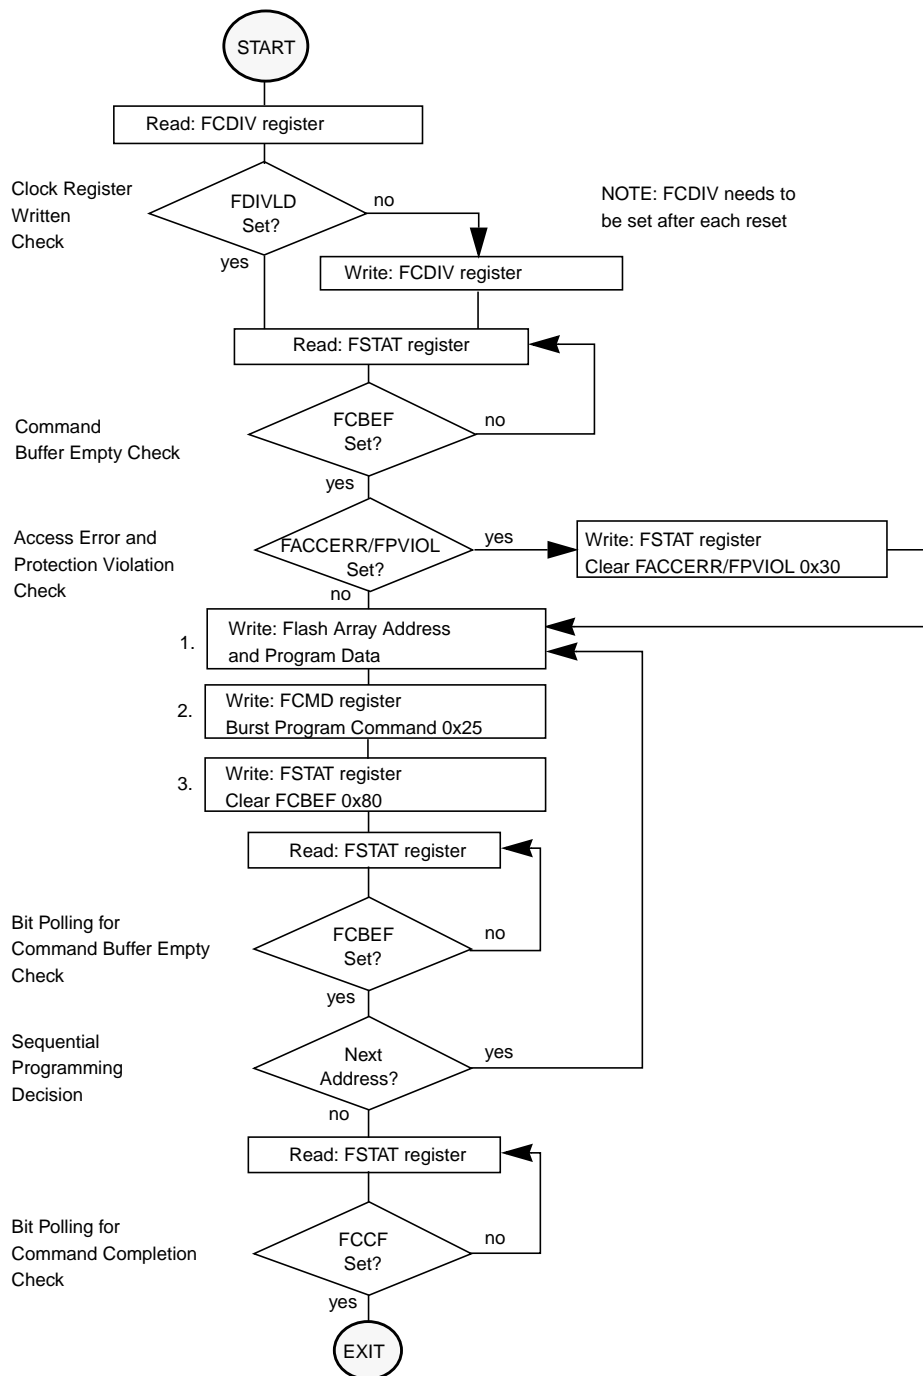 START
Read: FCDIV register
Clock Register
Written
Check
FDIVLD
Set?
no
yes
NOTE: FCDIV needs to
be set after each reset
Write: FCDIV register
Read: FSTAT register
Command
Buffer Empty Check
FCBEF
Set?
no
yes
Access Error and
Protection Violation
Check
FACCERR/FPVIOL
Set?
yes
no
Write: FSTAT register
Clear FACCERR/FPVIOL 0x30
1.
Write: Flash Array Address
and Program Data
2.
Write: FCMD register
Burst Program Command 0x25
3.
Write: FSTAT register
Clear FCBEF 0x80
Read: FSTAT register
Bit Polling for
Command Buffer Empty
Check
FCBEF
Set?
no
yes
Sequential
Programming
Decision
Next
Address?
yes
no
Read: FSTAT register
Bit Polling for
Command Completion
Check
FCCF
Set?
no
yes
EXIT